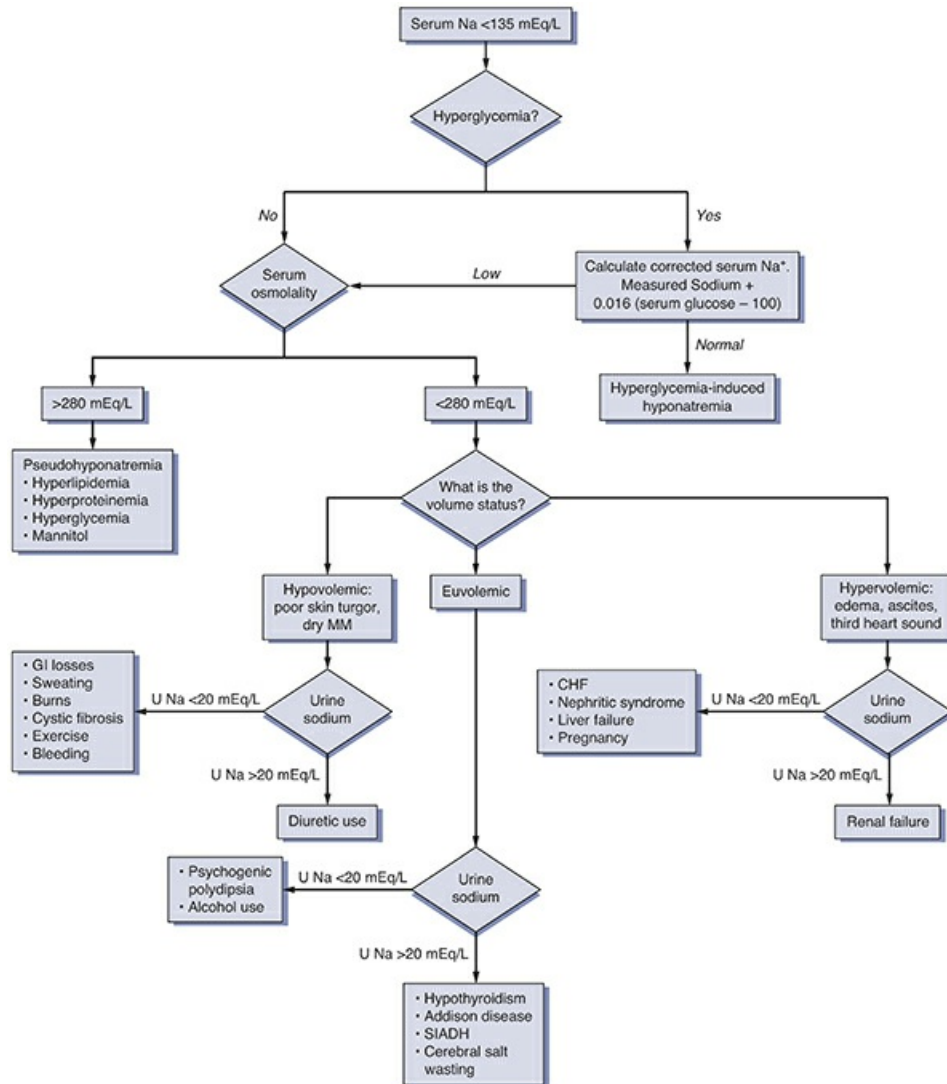 Serum Na <135 mEq/L
Hyperglycemia?
No
Yes
Serum
osmolality
Low
Calculate corrected serum Na*.
Measured Sodium +
0.016 (serum glucose – 100)
Normal
Hyperglycemia-induced
hyponatremia
>280 mEq/L
<280 mEq/L
Pseudohyponatremia
• Hyperlipidemia
• Hyperproteinemia
• Hyperglycemia
• Mannitol
What is the
volume status?
Hypovolemic:
poor skin turgor,
dry MM
Euvolemic
Hypervolemic:
edema, ascites,
third heart sound
• GI losses
• Sweating
• Burns
• Cystic fibrosis
• Exercise
• Bleeding
U Na <20 mEq/L
Urine
sodium
U Na >20 mEq/L
Diuretic use
• CHF
• Nephritic syndrome
• Liver failure
• Pregnancy
U Na <20 mEq/L
Urine
sodium
U Na >20 mEq/L
Renal failure
• Psychogenic
polydipsia
• Alcohol use
U Na <20 mEq/L
Urine
sodium
U Na >20 mEq/L
• Hypothyroidism
• Addison disease
• SIADH
• Cerebral salt
wasting